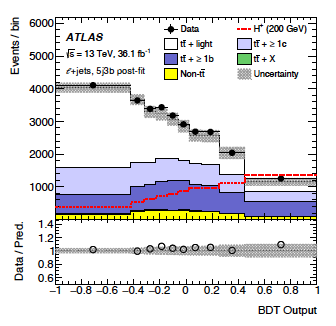 Events / bin
6000
5000
4000
3000
2000
1000
ATLAS
√s = 13 TeV, 36.1 fb⁻¹
ℓ+jets, 5j3b post-fit
Data
H⁺ (200 GeV)
tt̄ + light
tt̄ + ≥ 1c
tt̄ + ≥ 1b
tt̄ + X
Non-tt̄
Uncertainty
Data / Pred.
1.4
1.2
1
0.8
0.6
−1 −0.8 −0.6 −0.4 −0.2 0 0.2 0.4 0.6 0.8 1
BDT Output